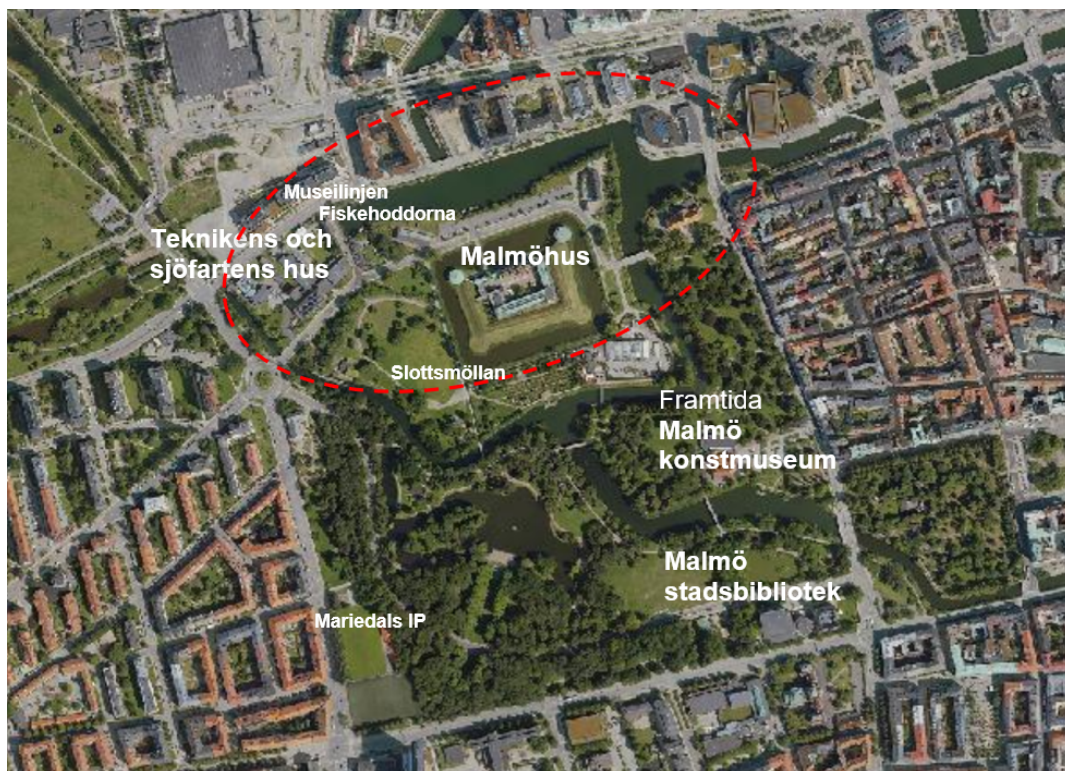 Museilinjen
Fiskehoddorna
Teknikens och
sjöfartens hus
Malmöhus
Slottsmöllan
Framtida
Malmö
konstmuseum
Malmö
stadsbibliotek
Mariedals IP